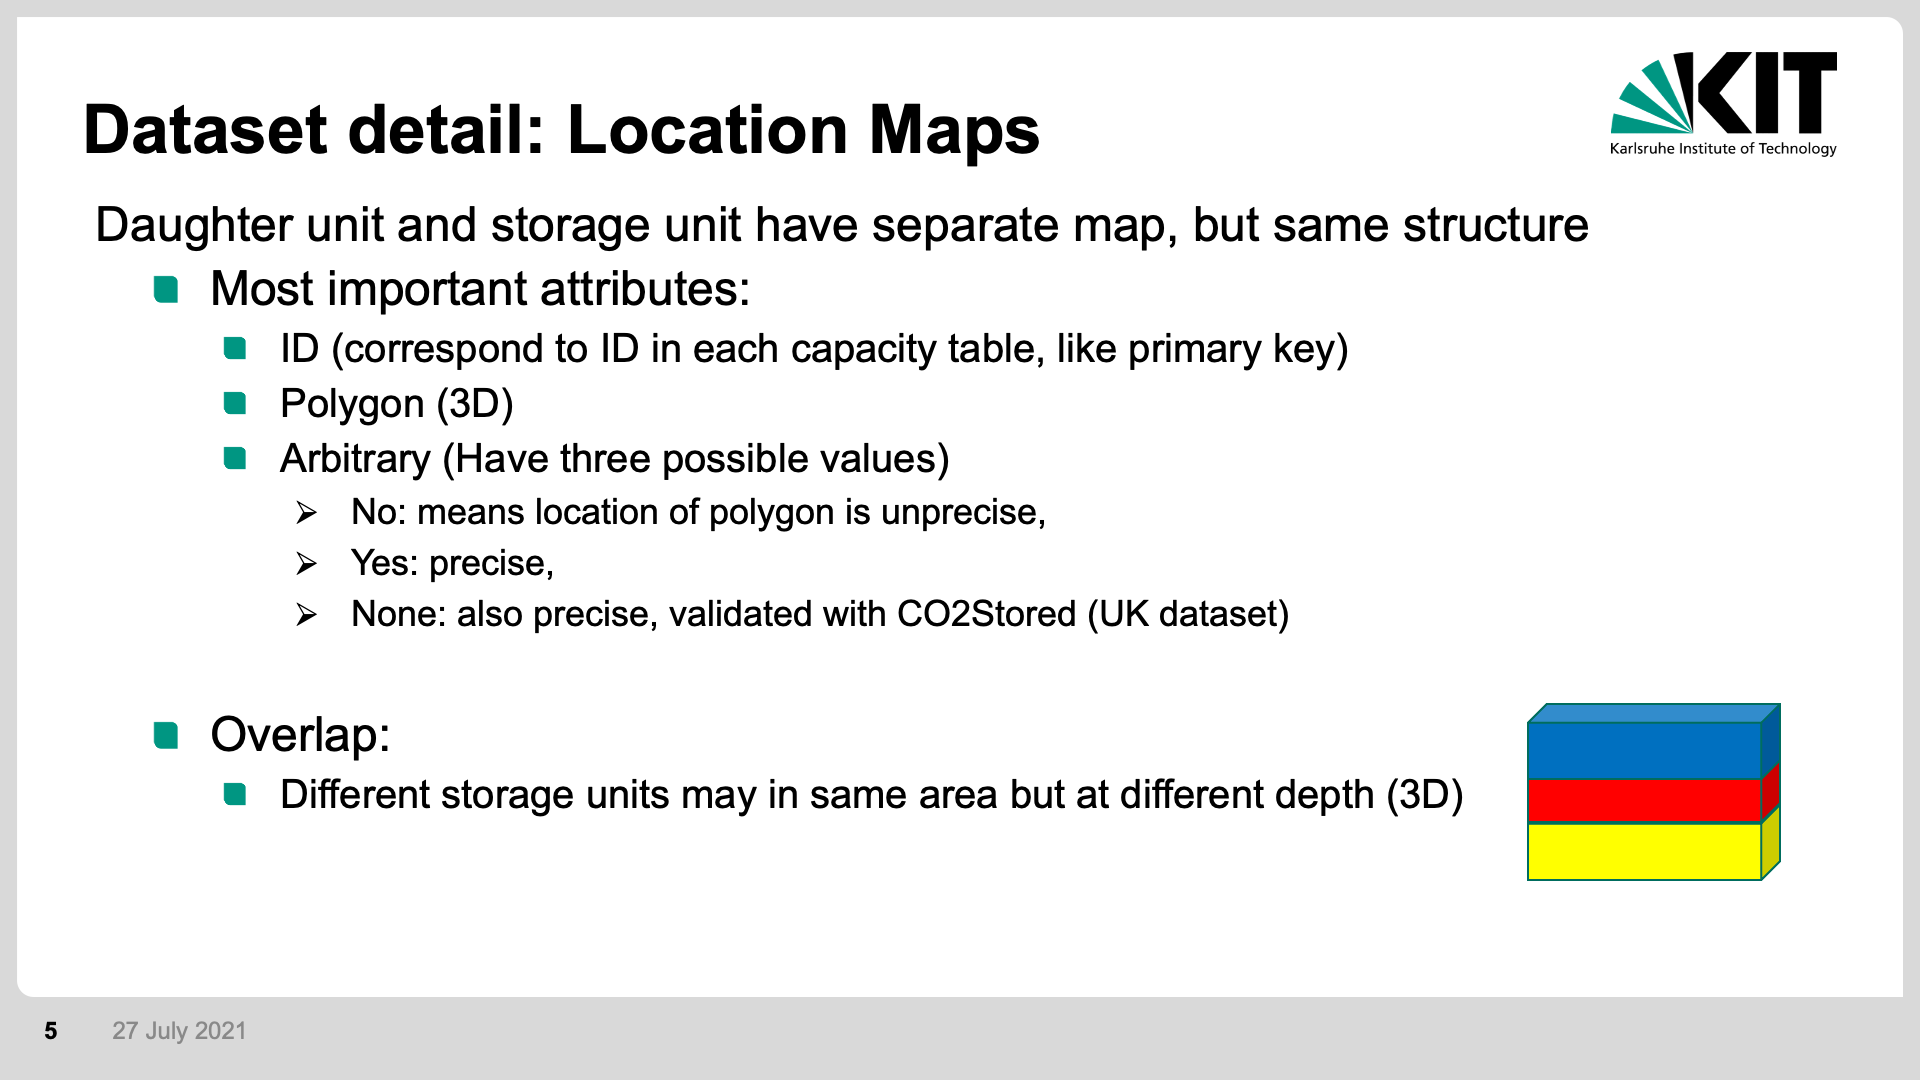 KIT
Karlsruhe Institute of Technology
Dataset detail: Location Maps
Daughter unit and storage unit have separate map, but same structure
Most important attributes:
ID (correspond to ID in each capacity table, like primary key)
Polygon (3D)
Arbitrary (Have three possible values)
No: means location of polygon is unprecise,
Yes: precise,
None: also precise, validated with CO2Stored (UK dataset)
Overlap:
Different storage units may in same area but at different depth (3D)
5 27 July 2021